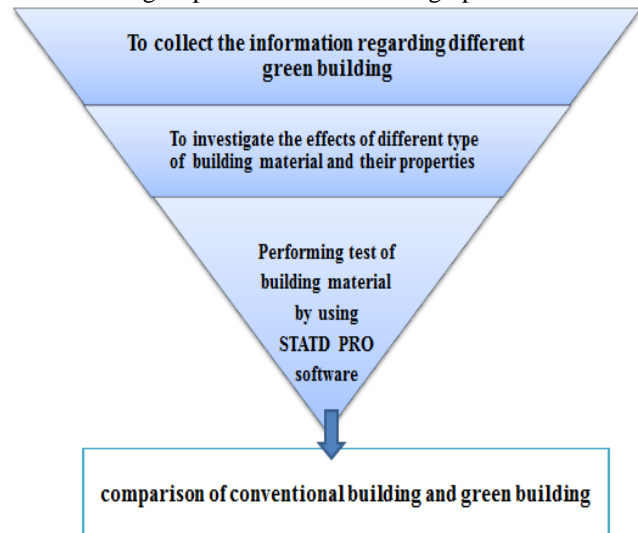 To collect the information regarding different
green building
To investigate the effects of different type
of building material and their properties
Performing test of
building material
by using
STATD PRO
software
comparison of conventional building and green building